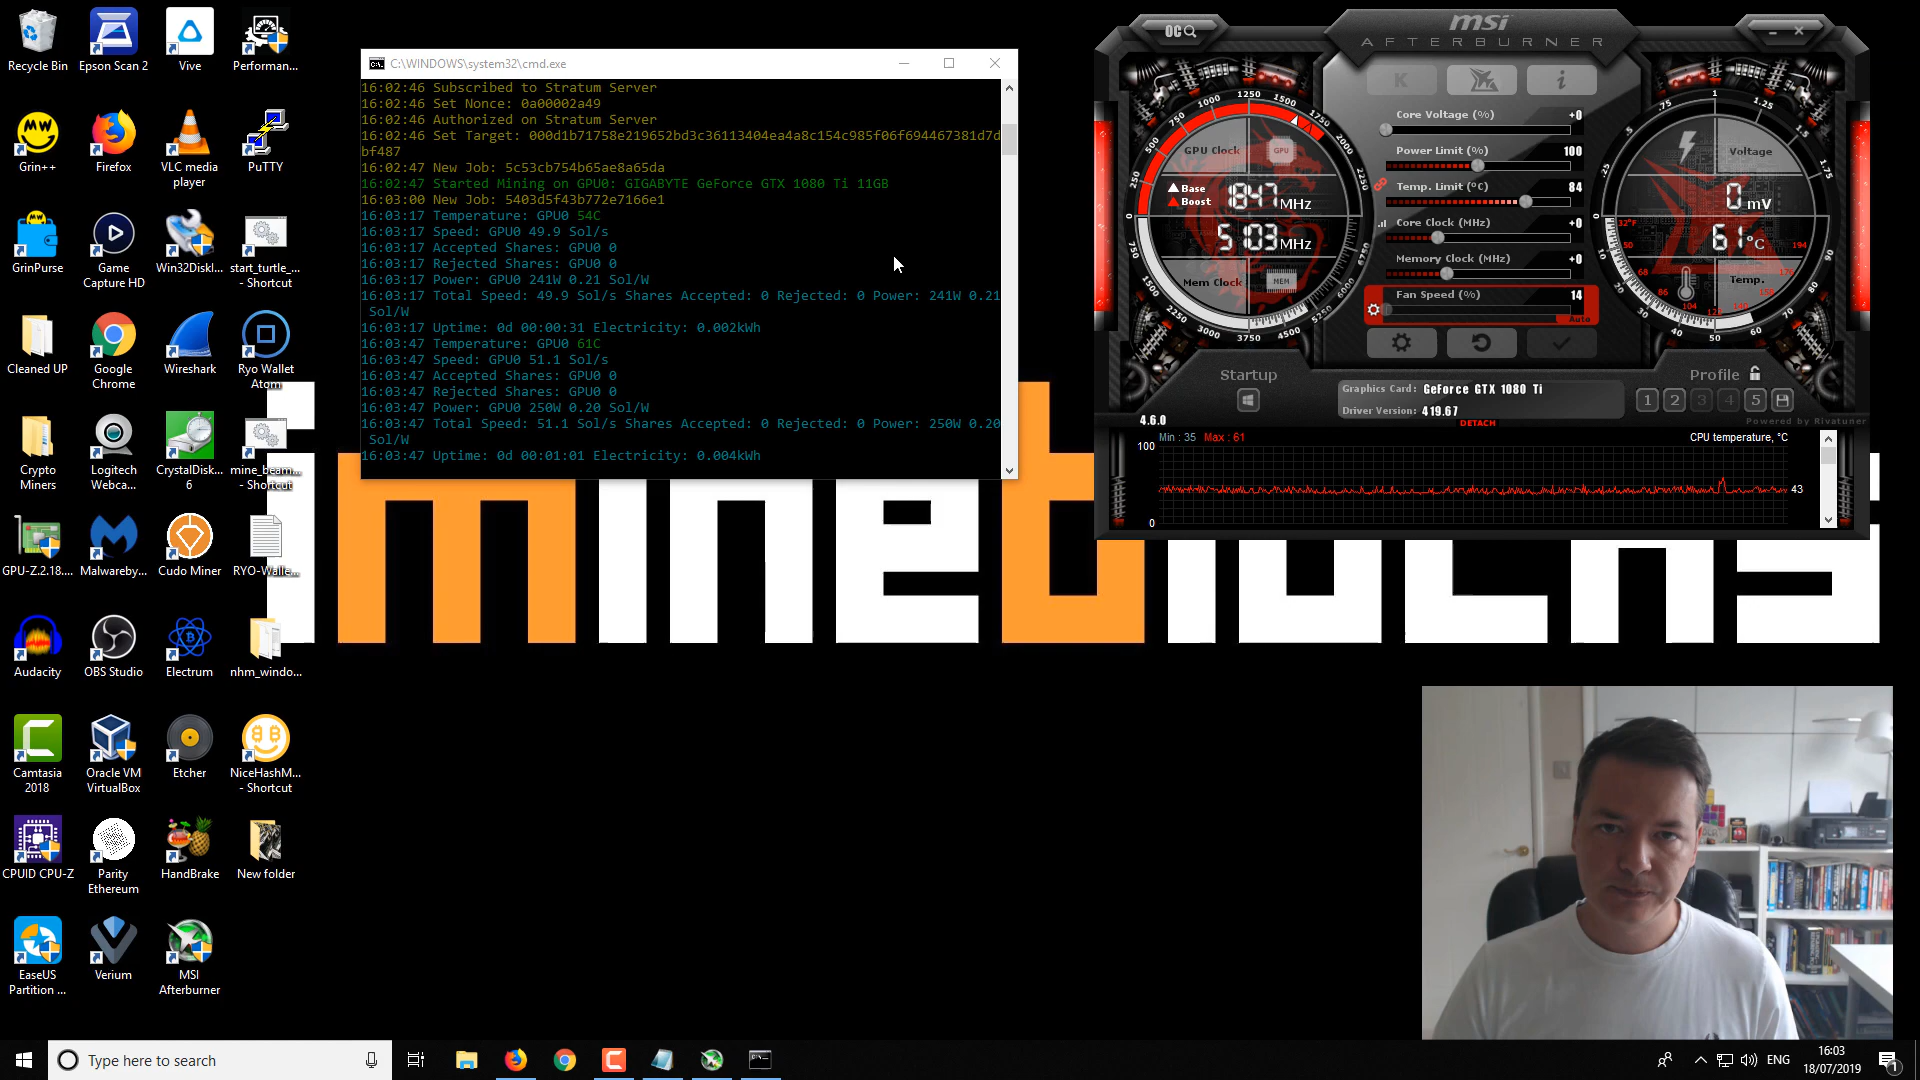 Recycle Bin
Epson Scan 2
Vive
Performan...
Grin++
Firefox
VLC media
player
PuTTY
GrinPurse
Game
Capture HD
Win32DiskI...
start_turtle_...
- Shortcut
Cleaned UP
Google
Chrome
Wireshark
Ryo Wallet
Atom
Crypto
Miners
Logitech
Webca...
CrystalDisk...
6
mine_beam...
- Shortcut
GPU-Z.2.18....
Malwareby...
Cudo Miner
RYO-Walle...
Audacity
OBS Studio
Electrum
nhm_windo...
Camtasia
2018
Oracle VM
VirtualBox
Etcher
NiceHashM...
- Shortcut
CPUID CPU-Z
Parity
Ethereum
HandBrake
New folder
EaseUS
Partition ...
Verium
MSI
Afterburner
C:\WINDOWS\system32\cmd.exe
16:02:46 Subscribed to Stratum Server
16:02:46 Set Nonce: 0a00002a49
16:02:46 Authorized on Stratum Server
16:02:46 Set Target: 000d1b71758e219652bd3c36113404ea4a8c154c985f06f694467381d7d
bf487
16:02:47 New Job: 5c53cb754b65ae8a65da
16:02:47 Started Mining on GPU0: GIGABYTE GeForce GTX 1080 Ti 11GB
16:03:00 New Job: 5403d5f43b772e7166e1
16:03:17 Temperature: GPU0 54C
16:03:17 Speed: GPU0 49.9 Sol/s
16:03:17 Accepted Shares: GPU0 0
16:03:17 Rejected Shares: GPU0 0
16:03:17 Power: GPU0 241W 0.21 Sol/W
16:03:17 Total Speed: 49.9 Sol/s Shares Accepted: 0 Rejected: 0 Power: 241W 0.21
Sol/W
16:03:17 Uptime: 0d 00:00:31 Electricity: 0.002kWh
16:03:47 Temperature: GPU0 61C
16:03:47 Speed: GPU0 51.1 Sol/s
16:03:47 Accepted Shares: GPU0 0
16:03:47 Rejected Shares: GPU0 0
16:03:47 Power: GPU0 250W 0.20 Sol/W
16:03:47 Total Speed: 51.1 Sol/s Shares Accepted: 0 Rejected: 0 Power: 250W 0.20
Sol/W
16:03:47 Uptime: 0d 00:01:01 Electricity: 0.004kWh
msi
AFTERBURNER
OC
K
i
GPU Clock
GPU
Base
Boost
1847 MHz
5103 MHz
Mem Clock
MEM
Core Voltage (%) +0
Power Limit (%) 100
Temp. Limit (°C) 84
Core Clock (MHz) +0
Memory Clock (MHz) +0
Fan Speed (%) 14
Auto
Voltage
0 mV
61 °C
Temp.
Startup
Graphics Card: GeForce GTX 1080 Ti
Driver Version: 419.67
DETACH
Profile
1 2 3 4 5
4.6.0
Powered by Rivatuner
Min : 35 Max : 61
CPU temperature, °C
100
43
0
Type here to search
ENG
16:03
18/07/2019
1